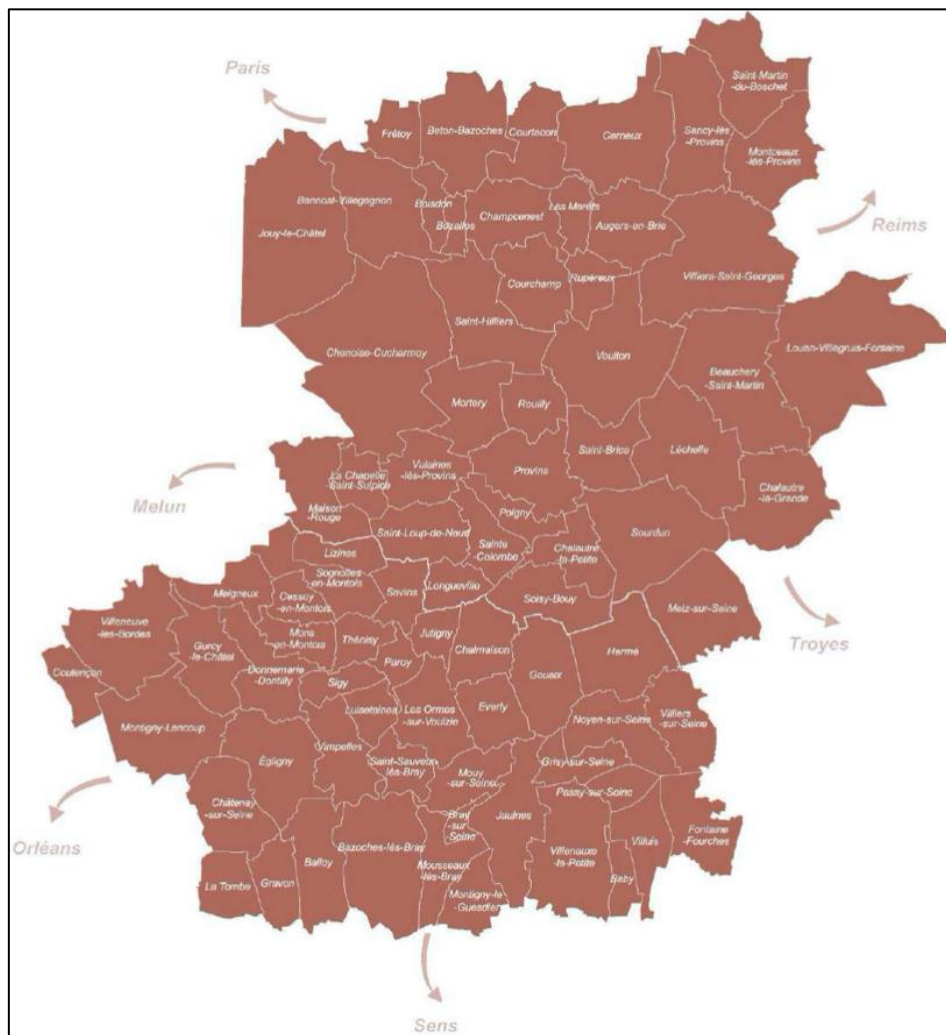 Paris
Saint-Martin
-du-Boschet
Frétoy
Beton-Bazoches
Courtacon
Cerneux
Sancy-lès
-Provins
Montceaux
-lès-Provins
Bannost-Villegagnon
Boisdon
Bezalles
Champcenest
Les Marêts
Augers-en-Brie
Reims
Jouy-le-Châtel
Courchamp
Rupéreux
Villiers-Saint-Georges
Saint-Hilliers
Chenoise-Cucharmoy
Voulton
Louan-Villegruis-Fontaine
Beauchery
-Saint-Martin
Mortery
Rouilly
Saint-Brice
Léchelle
Vulaines
-lès-Provins
Provins
La Chapelle
-Saint-Sulpice
Chalautre
-la-Grande
Melun
Maison
-Rouge
Poigny
Saint-Loup-de-Naud
Sainte
-Colombe
Chalautre
-la-Petite
Sourdun
Lizines
Sognolles
-en-Montois
Longueville
Soisy-Bouy
Meigneux
Cessoy
-en-Montois
Savins
Melz-sur-Seine
Villeneuve
-les-Bordes
Mons
-en-Montois
Thénisy
Jutigny
Chalmaison
Hermé
Troyes
Gurcy
-le-Châtel
Paroy
Gouaix
Coutençon
Donnemarie
-Dontilly
Sigy
Luisetaines
Les Ormes
-sur-Voulzie
Everly
Noyen-sur-Seine
Villiers
-sur-Seine
Montigny-Lencoup
Vimpelles
Égligny
Saint-Sauveur
-lès-Bray
Mouy
-sur-Seine
Grisy-sur-Seine
Passy-sur-Seine
Châtenay
-sur-Seine
Bray
-sur
-Seine
Jaulnes
Fontaine
-Fourches
Orléans
Bazoches-lès-Bray
Villenauxe
-la-Petite
Villuis
Balloy
Mousseaux
-lès-Bray
Baby
La Tombe
Gravon
Montigny-le
-Guesdier
Sens